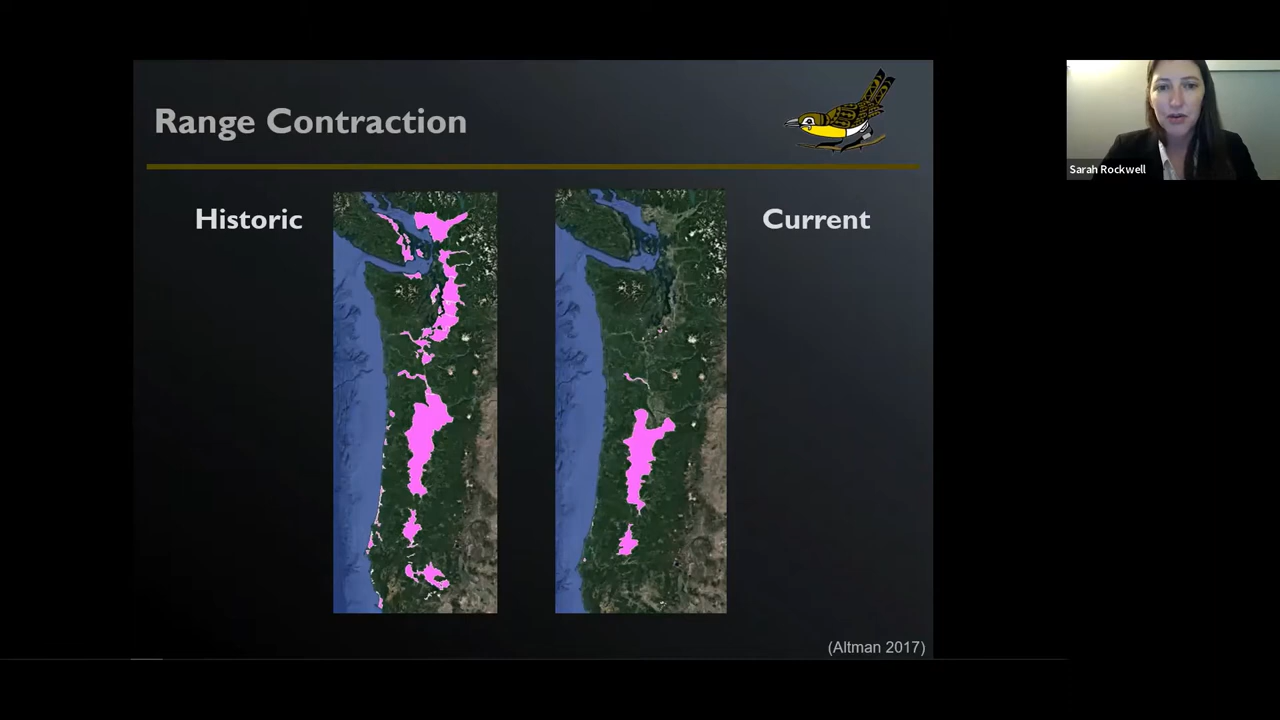 Range Contraction
Historic
Current
Sarah Rockwell
(Altman 2017)